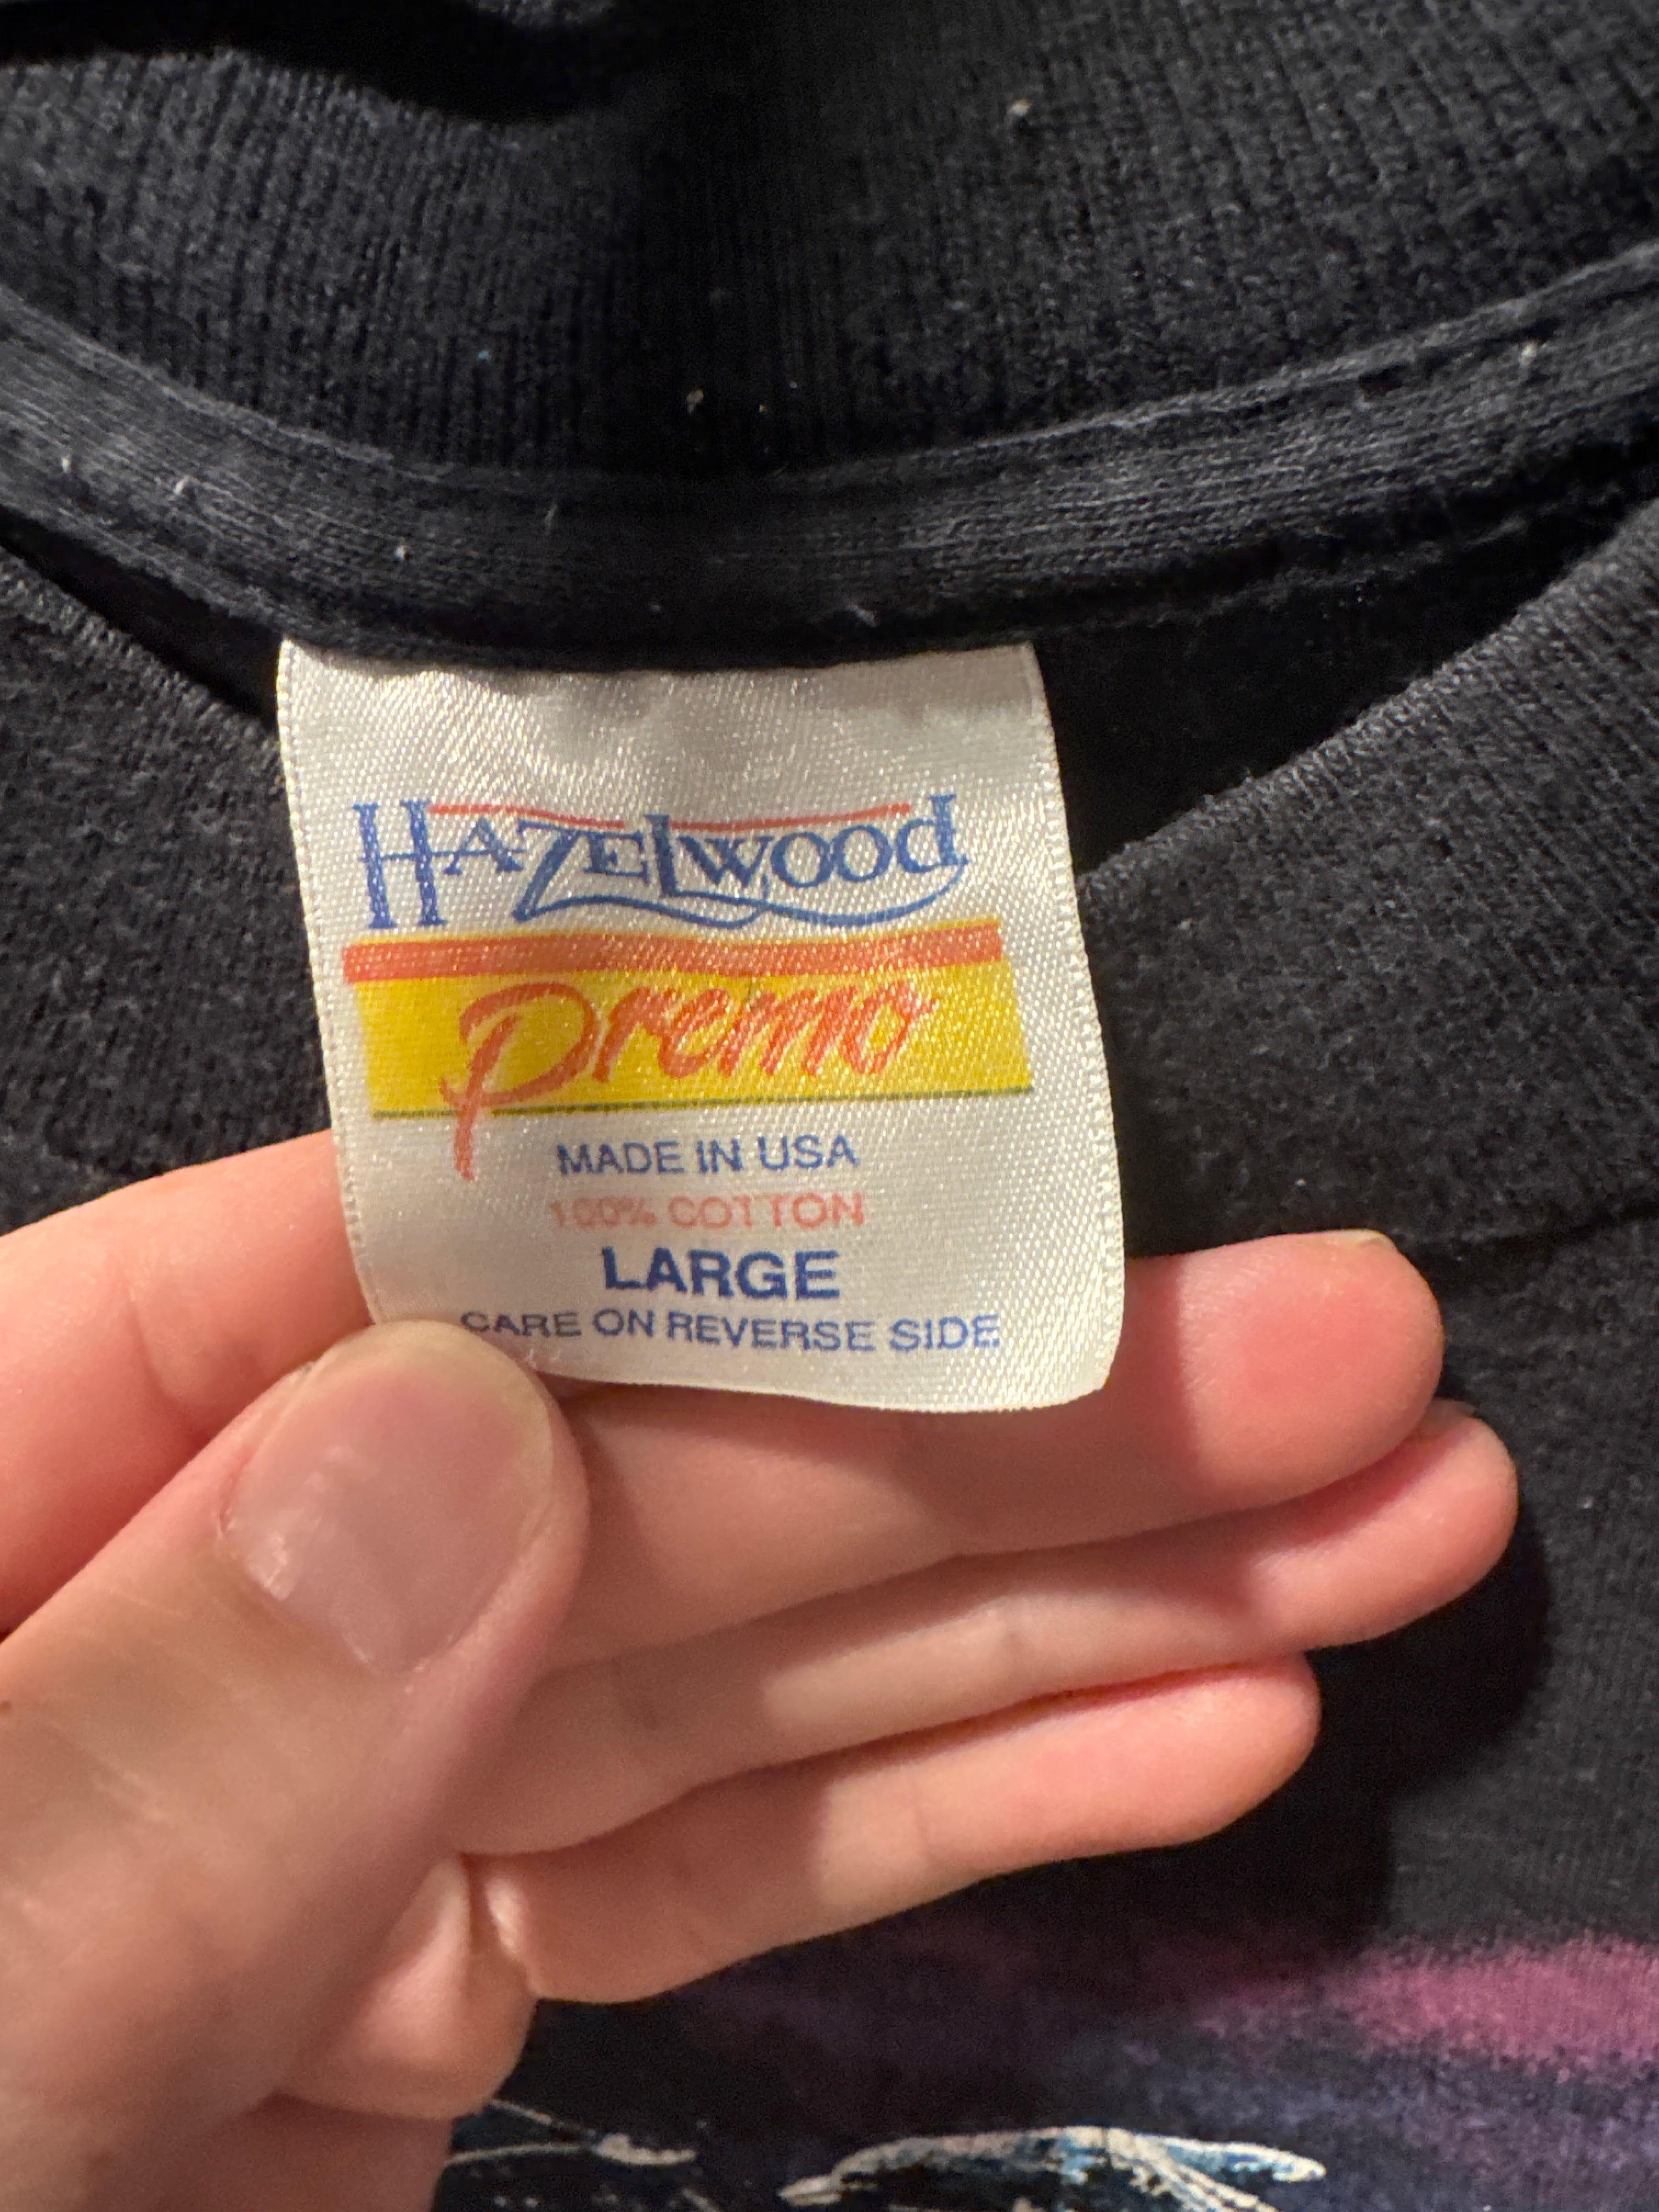 HAZELwood
Premo
MADE IN USA
100% COTTON
LARGE
CARE ON REVERSE SIDE